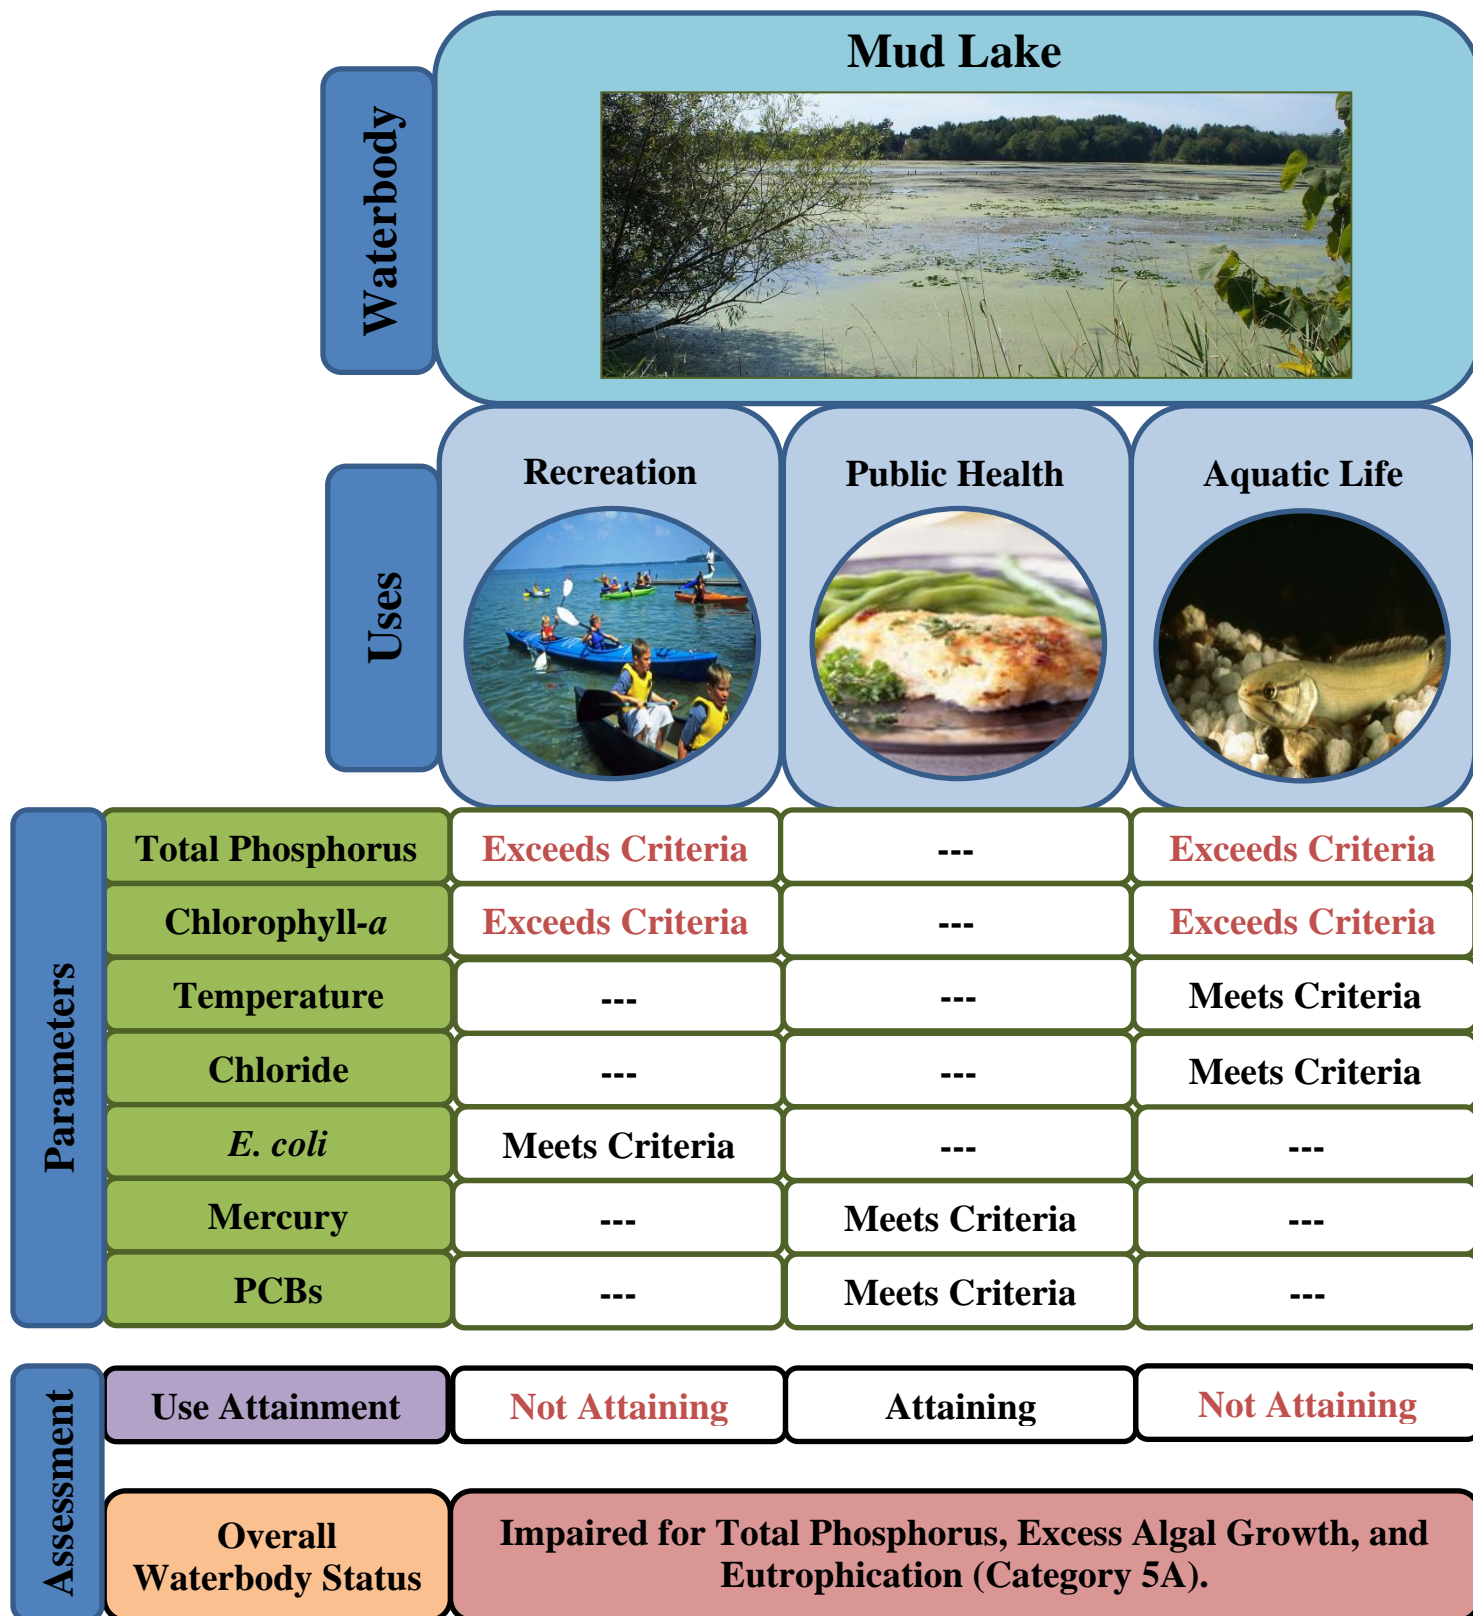 Mud Lake
Waterbody
Uses
Recreation
Public Health
Aquatic Life
Parameters
Total Phosphorus
Exceeds Criteria
---
Exceeds Criteria
Chlorophyll-a
Exceeds Criteria
---
Exceeds Criteria
Temperature
---
---
Meets Criteria
Chloride
---
---
Meets Criteria
E. coli
Meets Criteria
---
---
Mercury
---
Meets Criteria
---
PCBs
---
Meets Criteria
---
Assessment
Use Attainment
Not Attaining
Attaining
Not Attaining
Overall
Waterbody Status
Impaired for Total Phosphorus, Excess Algal Growth, and
Eutrophication (Category 5A).